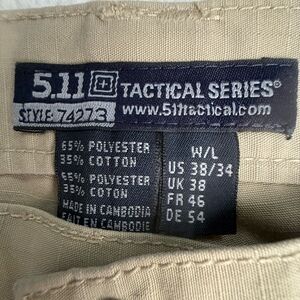 5.11 TACTICAL SERIES®
STYLE: 74273 www.511tactical.com
65% POLYESTER
35% COTTON
65% POLYESTER
35% COTON
MADE IN CAMBODIA
FAIT EN CAMBODIE
W/L
US 38/34
UK 38
FR 46
DE 54